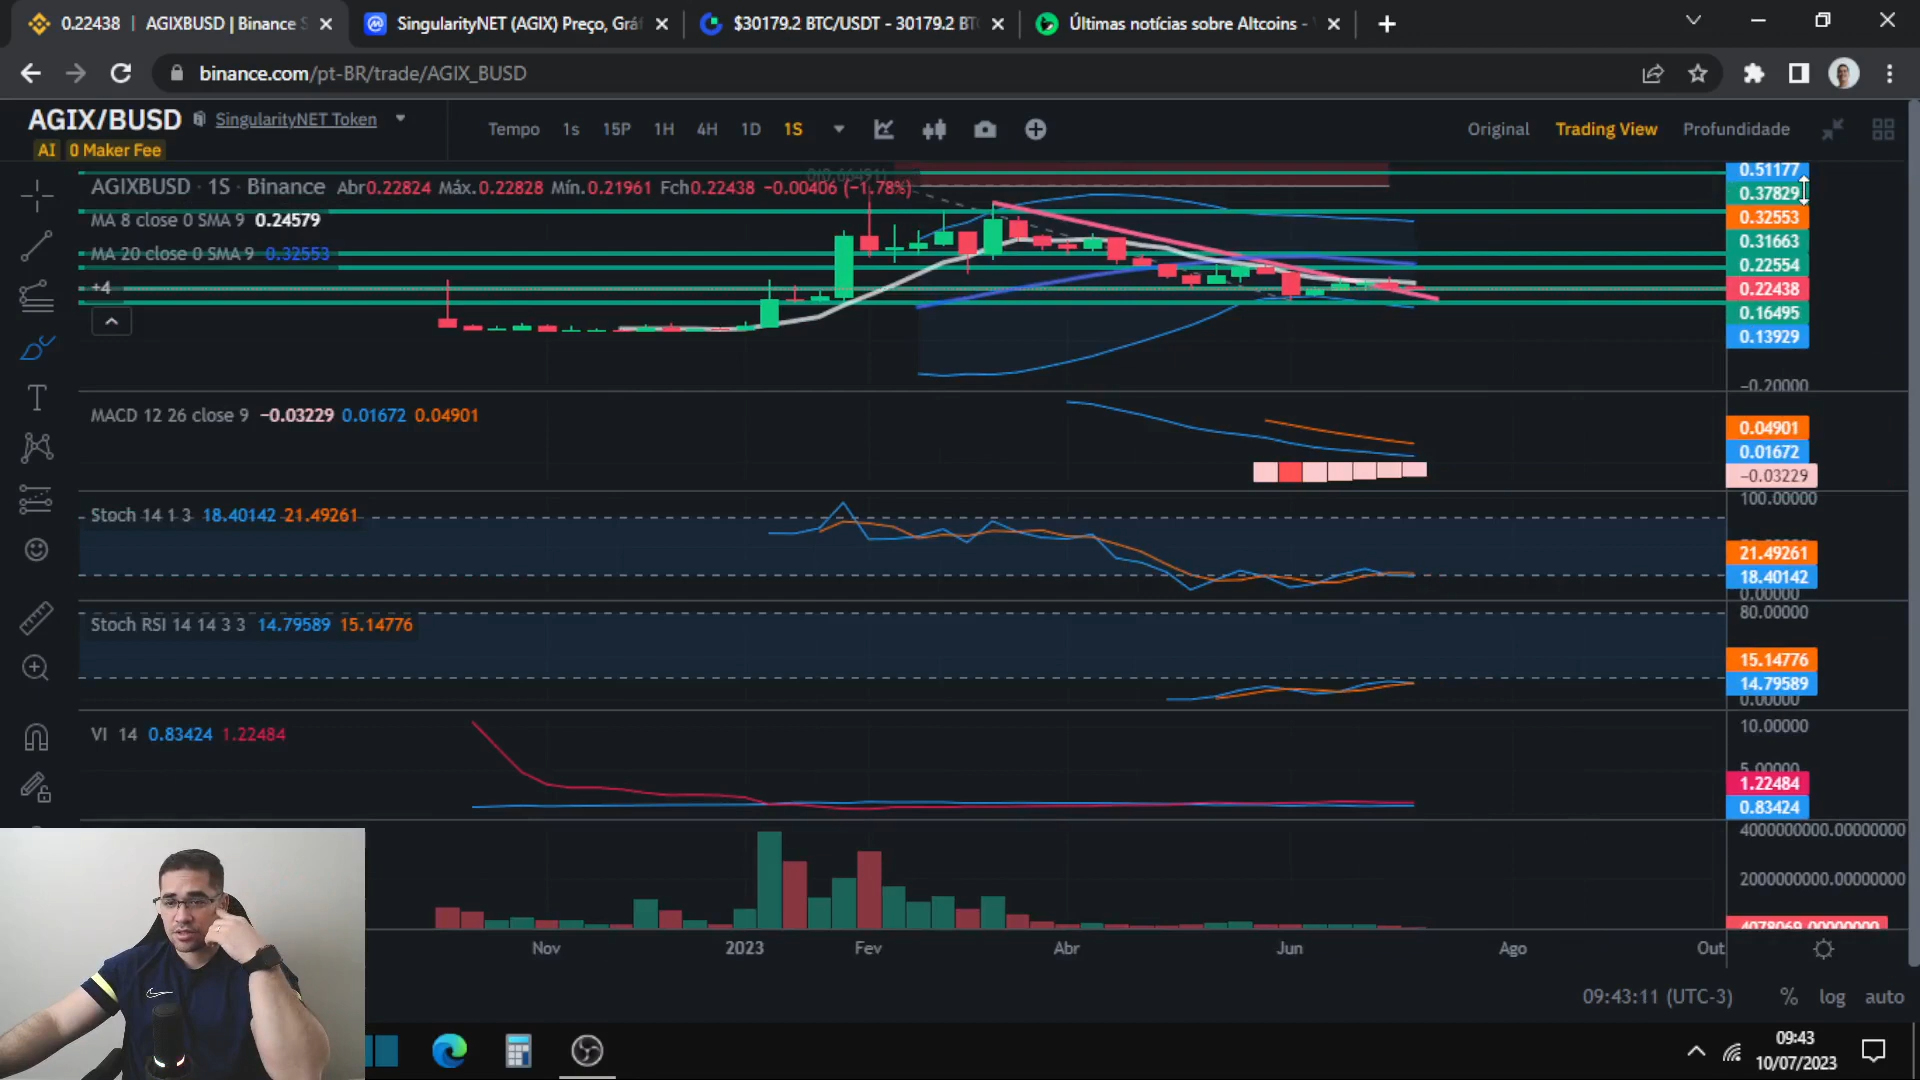 0.22438 | AGIXBUSD | Binance S
SingularityNET (AGIX) Preço, Grá
$30179.2 BTC/USDT - 30179.2 BT
Últimas notícias sobre Altcoins -
binance.com/pt-BR/trade/AGIX_BUSD
AGIX/BUSD
SingularityNET Token
AI 0 Maker Fee
Tempo 1s 15P 1H 4H 1D 1S
Original Trading View Profundidade
0(0.66491)
AGIXBUSD · 1S · Binance Abr0.22824 Máx.0.22828 Mín.0.21961 Fch0.22438 −0.00406 (−1.78%)
MA 8 close 0 SMA 9 0.24579
MA 20 close 0 SMA 9 0.32553
+4
0.51177
0.37829
0.32553
0.31663
0.22554
0.22438
0.16495
0.13929
−0.20000
MACD 12 26 close 9 −0.03229 0.01672 0.04901
0.04901
0.01672
−0.03229
Stoch 14 1 3 18.40142 21.49261
100.00000
21.49261
18.40142
0.00000
Stoch RSI 14 14 3 3 14.79589 15.14776
80.00000
15.14776
14.79589
0.00000
VI 14 0.83424 1.22484
10.00000
5.00000
1.22484
0.83424
4000000000.00000000
2000000000.00000000
4078069.00000000
Nov 2023 Fev Abr Jun Ago Out
09:43:11 (UTC-3) % log auto
09:43
10/07/2023